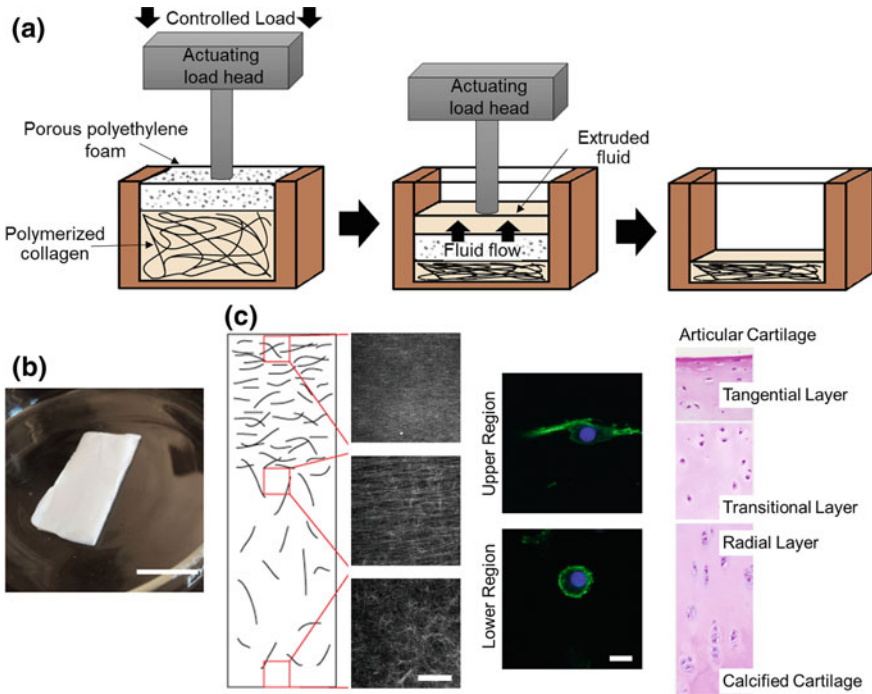 (a)
Controlled Load
Actuating
load head
Porous polyethylene
foam
Polymerized
collagen
Actuating
load head
Extruded
fluid
Fluid flow
(b)
(c)
Upper Region
Lower Region
Articular Cartilage
Tangential Layer
Transitional Layer
Radial Layer
Calcified Cartilage